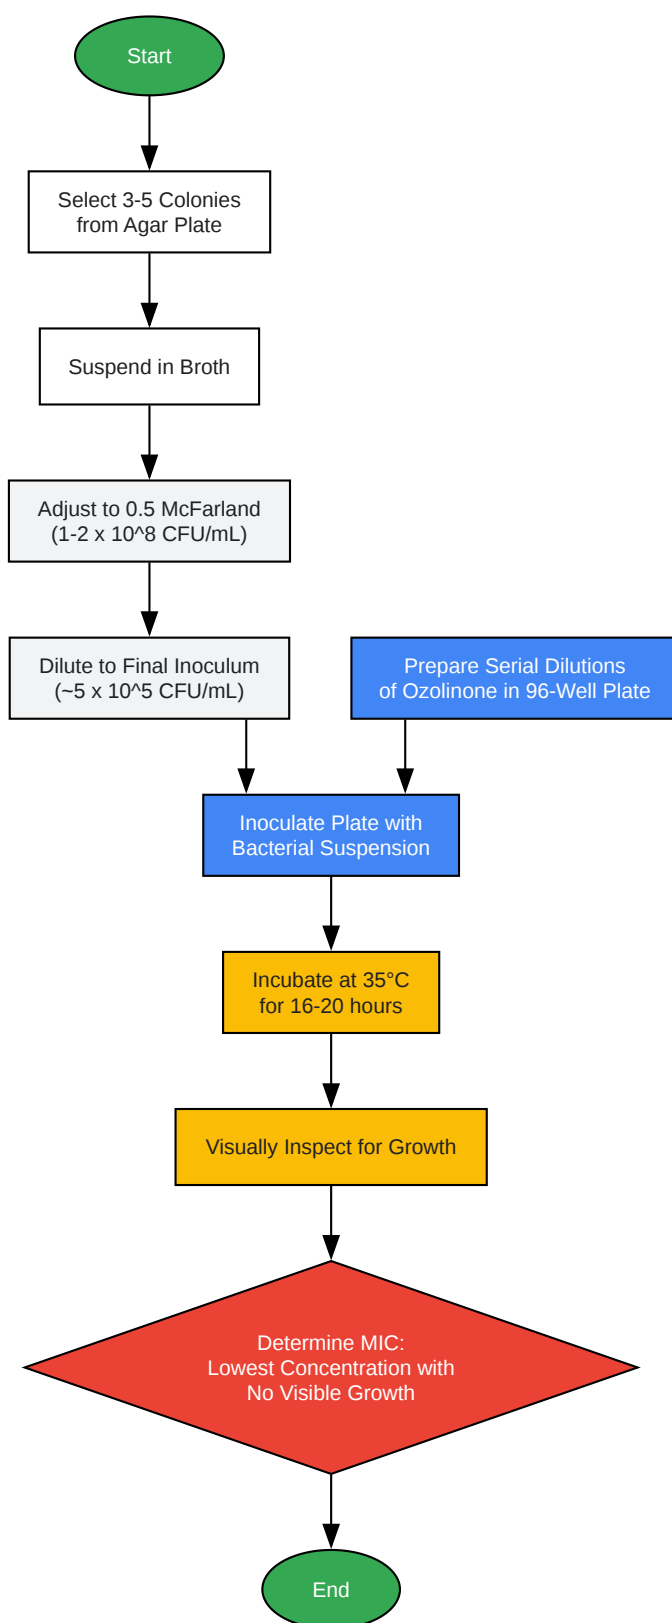 Start
Select 3-5 Colonies
from Agar Plate
Suspend in Broth
Adjust to 0.5 McFarland
(1-2 x 10^8 CFU/mL)
Dilute to Final Inoculum
(~5 x 10^5 CFU/mL)
Prepare Serial Dilutions
of Ozolinone in 96-Well Plate
Inoculate Plate with
Bacterial Suspension
Incubate at 35°C
for 16-20 hours
Visually Inspect for Growth
Determine MIC:
Lowest Concentration with
No Visible Growth
End